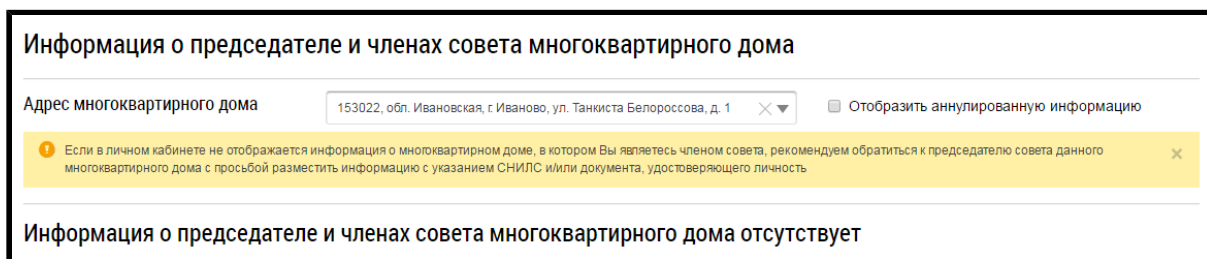 Информация о председателе и членах совета многоквартирного дома
Адрес многоквартирного дома 153022, обл. Ивановская, г. Иваново, ул. Танкиста Белороссова, д. 1 Отобразить аннулированную информацию
Если в личном кабинете не отображается информация о многоквартирном доме, в котором Вы являетесь членом совета, рекомендуем обратиться к председателю совета данного
многоквартирного дома с просьбой разместить информацию с указанием СНИЛС и/или документа, удостоверяющего личность
Информация о председателе и членах совета многоквартирного дома отсутствует